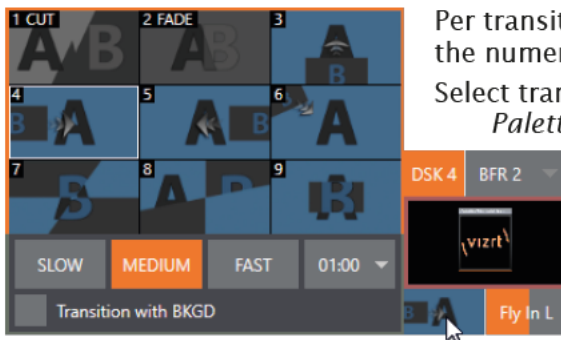 1 CUT
2 FADE
3
A B
A B
A
B
4
5
6
B A
A B
A
7
8
9
B
A B
B
SLOW
MEDIUM
FAST
01:00
Transition with BKGD
Per transit
the numer
Select trar
Palett
DSK 4
BFR 2
vizrt
B A
Fly In L